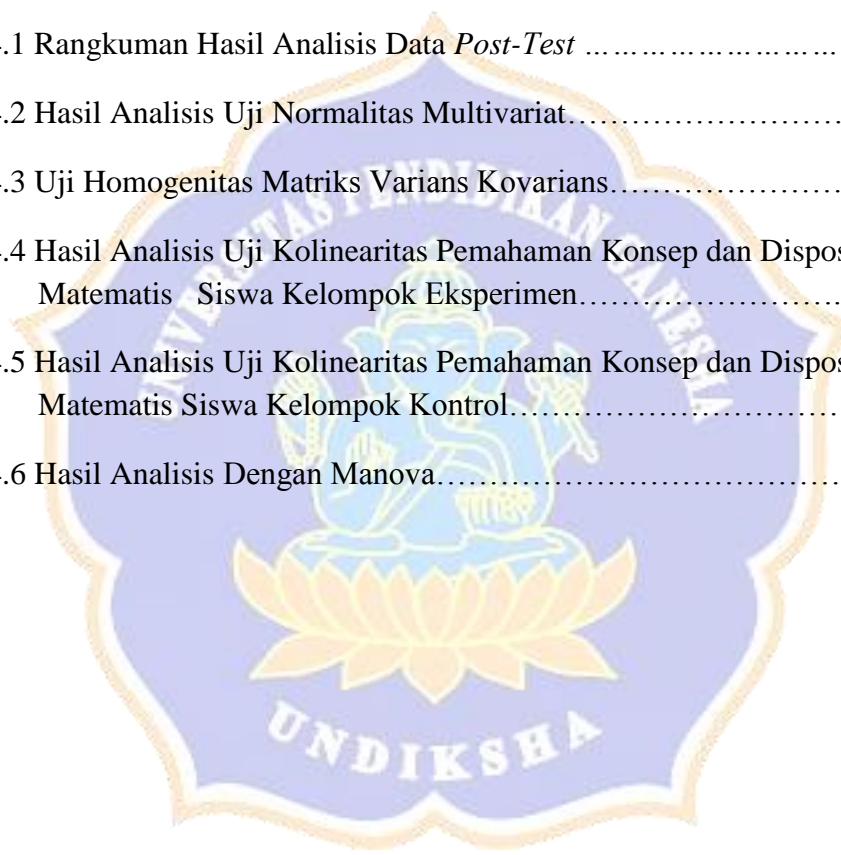 .1 Rangkuman Hasil Analisis Data Post-Test ………………………
.2 Hasil Analisis Uji Normalitas Multivariat………………………
.3 Uji Homogenitas Matriks Varians Kovarians……………………
.4 Hasil Analisis Uji Kolinearitas Pemahaman Konsep dan Dispos
Matematis Siswa Kelompok Eksperimen……………………..
.5 Hasil Analisis Uji Kolinearitas Pemahaman Konsep dan Dispos
Matematis Siswa Kelompok Kontrol……………………………
.6 Hasil Analisis Dengan Manova…………………………………
UNIVERSITAS PENDIDIKAN GANESHA
UNDIKSHA